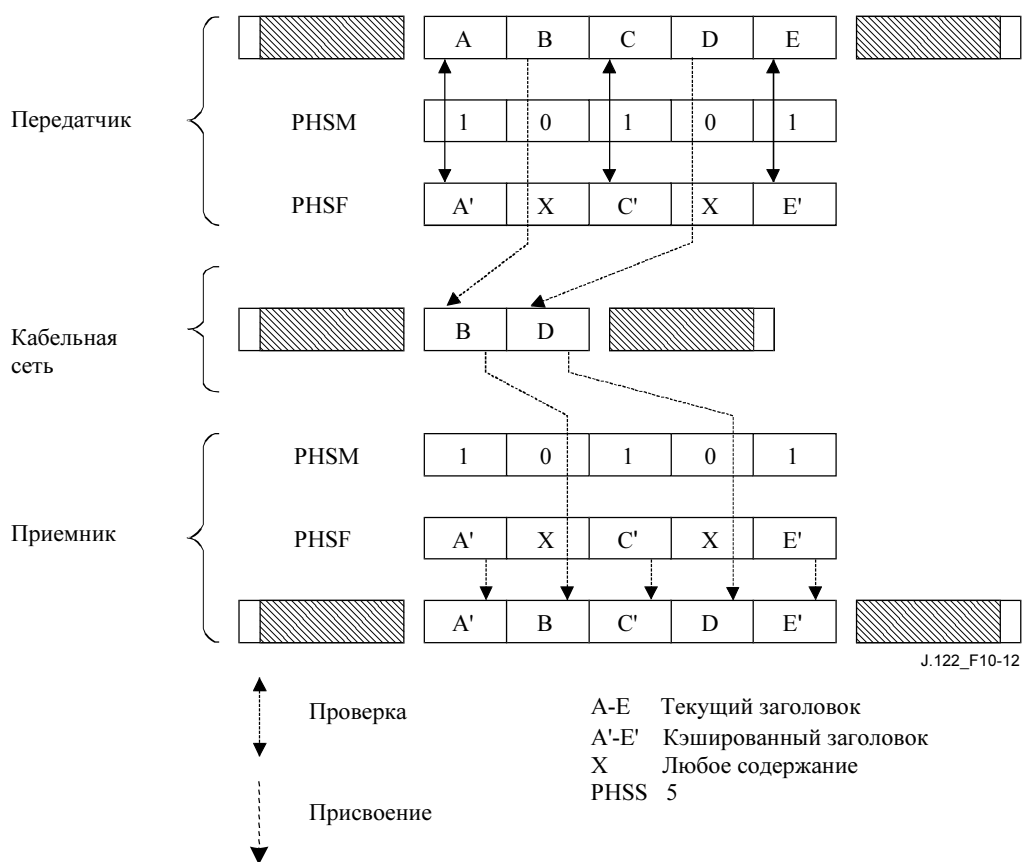 A B C D E
Передатчик
PHSM 1 0 1 0 1
PHSF A' X C' X E'
Кабельная
сеть
B D
PHSM 1 0 1 0 1
Приемник
PHSF A' X C' X E'
A' B C' D E'
J.122_F10-12
Проверка
Присвоение
A-E Текущий заголовок
A'-E' Кэшированный заголовок
X Любое содержание
PHSS 5